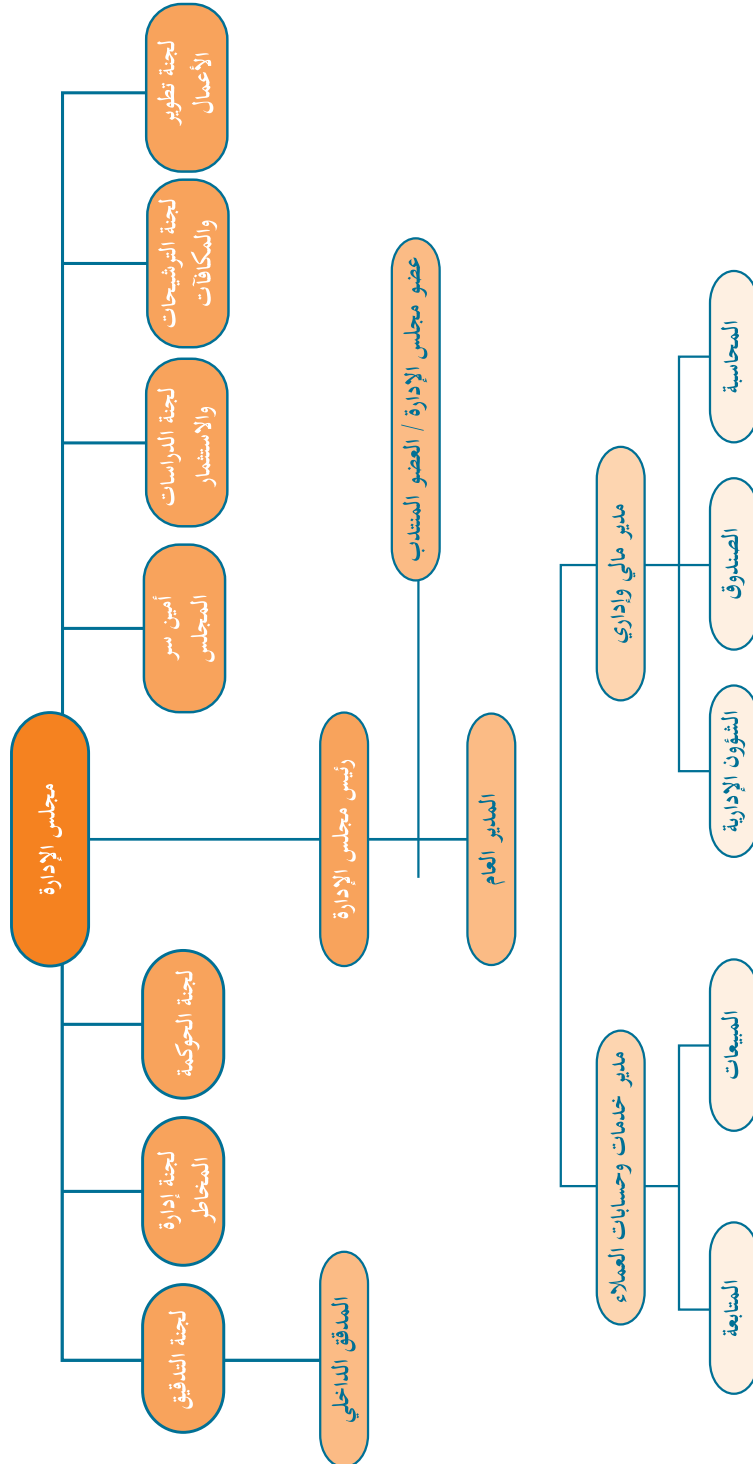 مجلس الإدارة
لجنة تطوير
الأعمال
لجنة الترشيحات
والمكافآت
لجنة الدراسات
والاستثمار
أمين سر
المجلس
لجنة الحوكمة
لجنة إدارة
المخاطر
لجنة التدقيق
رئيس مجلس الإدارة
المدقق الداخلي
عضو مجلس الإدارة / العضو المنتدب
المدير العام
مدير مالي وإداري
مدير خدمات وحسابات العملاء
المحاسبة
الصندوق
الشؤون الإدارية
المبيعات
المتابعة